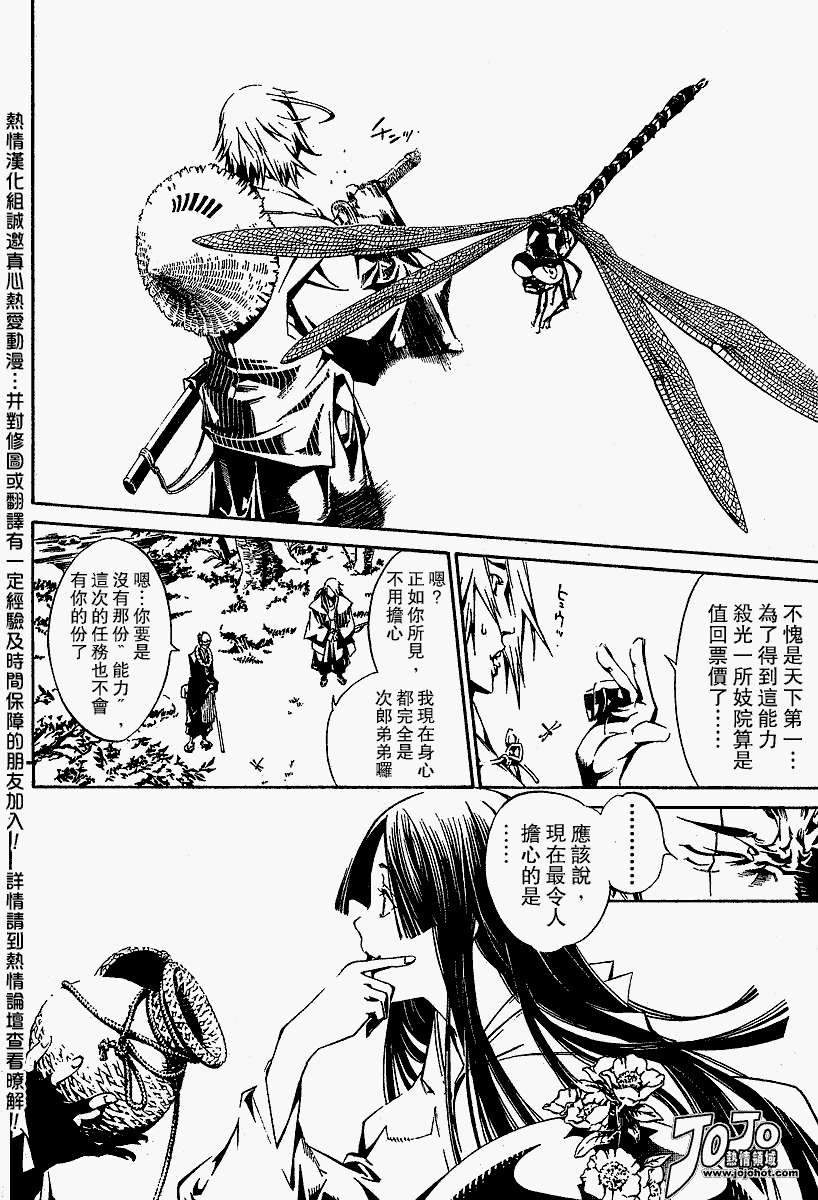 熱情漢化組誠邀真心熱愛動漫…并對修圖或翻譯有一定經驗及時間保障的朋友加入!——詳情請到熱情論壇查看暸解!!
不愧是天下第一…
為了得到這能力
殺光一所妓院算是
值回票價了……
嗯?
正如你所見，
不用擔心
我現在身心
都完全是
次郎弟弟囉
嗯…你要是
沒有那份〝能力〞，
這次的任務也不會
有你的份了
………
應該說，
現在最令人
擔心的是
……
JOJO
熱情領域
www.jojohot.com